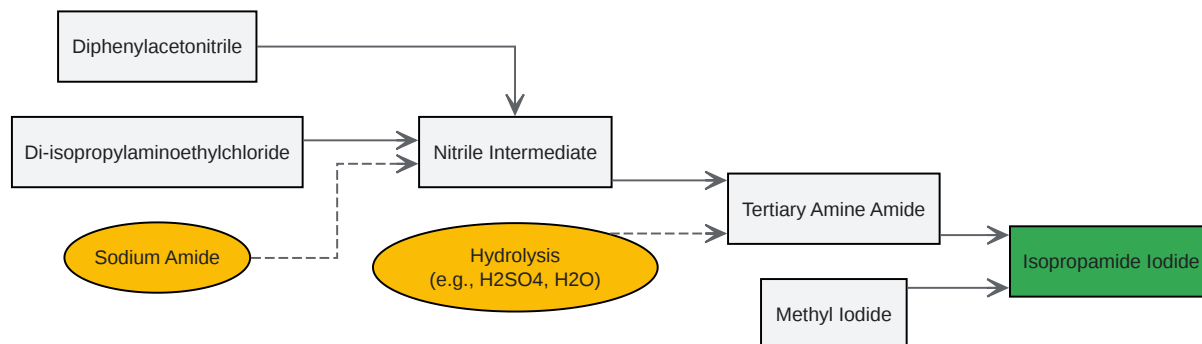 Diphenylacetonitrile
Di-isopropylaminoethylchloride
Nitrile Intermediate
Tertiary Amine Amide
Sodium Amide
Hydrolysis
(e.g., H2SO4, H2O)
Isopropamide Iodide
Methyl Iodide